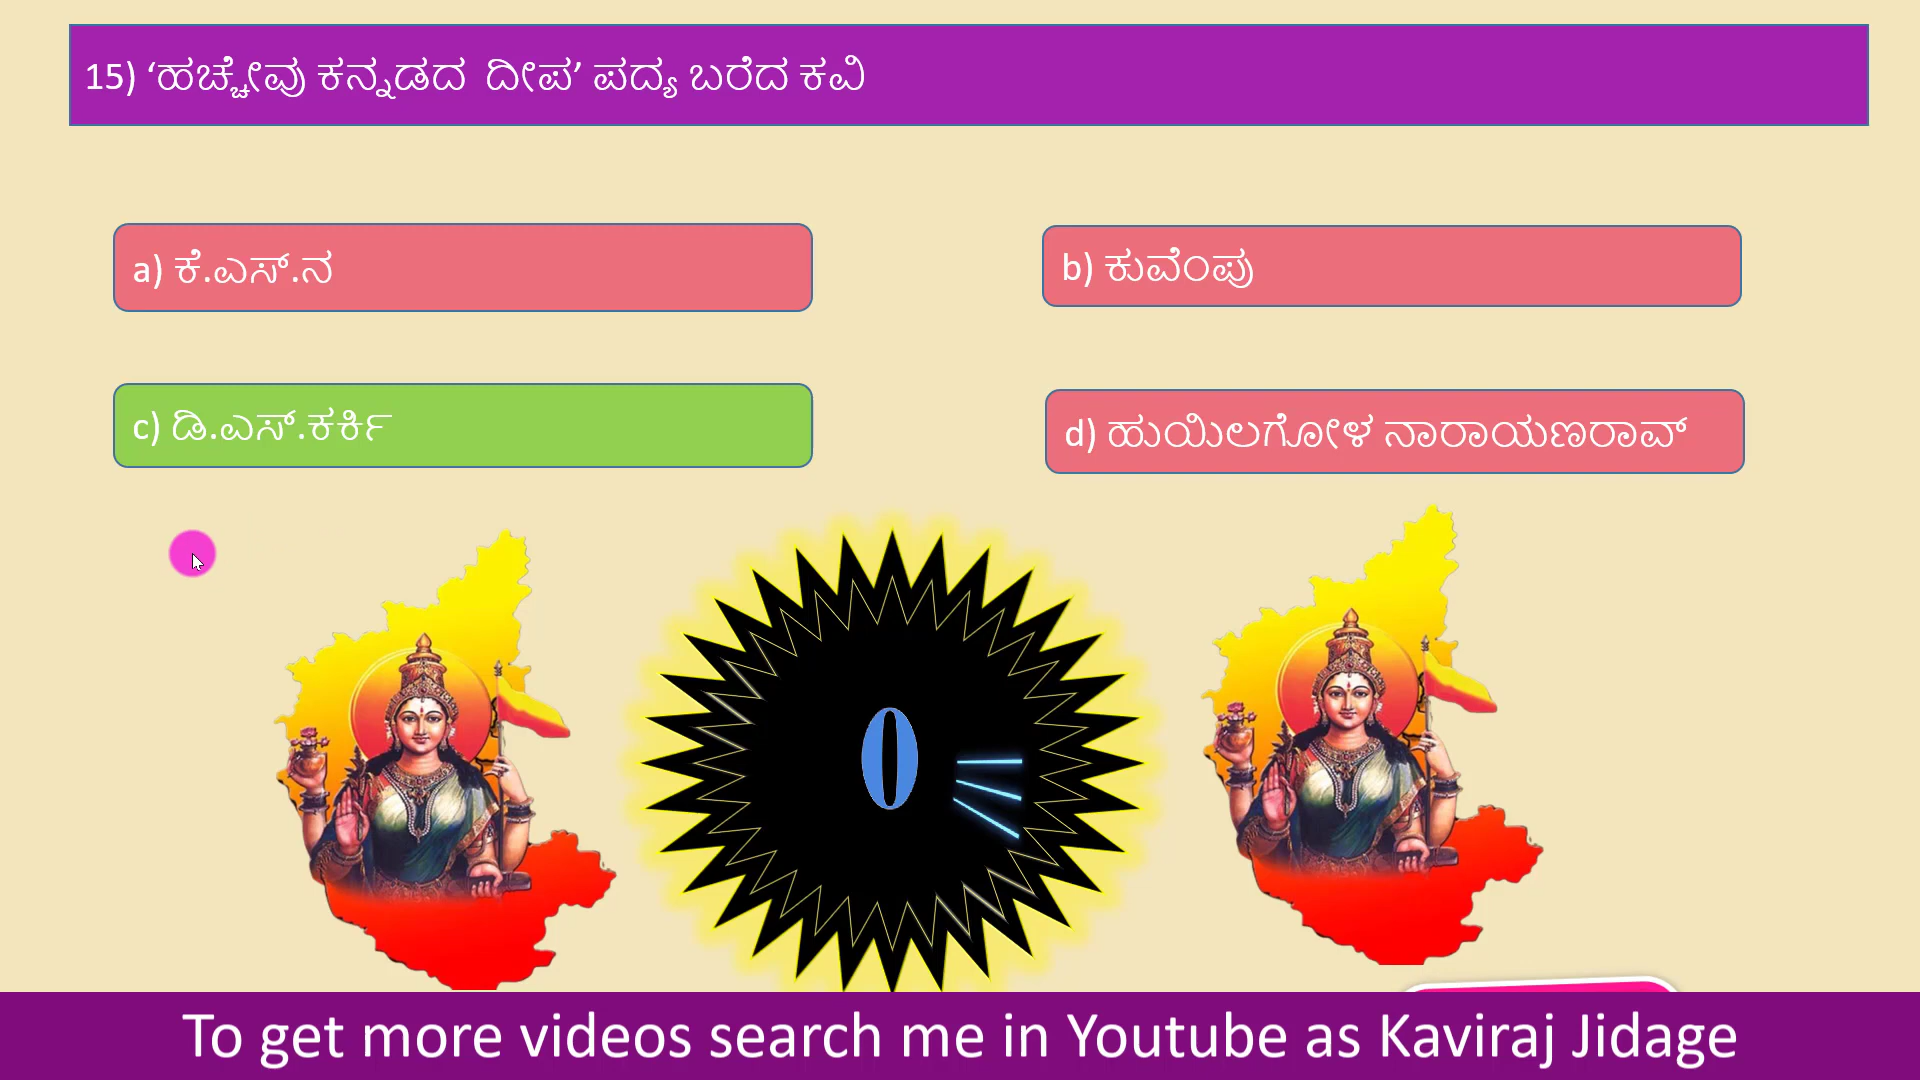 15) ‘ಹಚ್ಚೇವು ಕನ್ನಡದ ದೀಪ’ ಪದ್ಯ ಬರೆದ ಕವಿ
a) ಕೆ.ಎಸ್.ನ
b) ಕುವೆಂಪು
c) ಡಿ.ಎಸ್.ಕರ್ಕಿ
d) ಹುಯಿಲಗೋಳ ನಾರಾಯಣರಾವ್
0
To get more videos search me in Youtube as Kaviraj Jidage